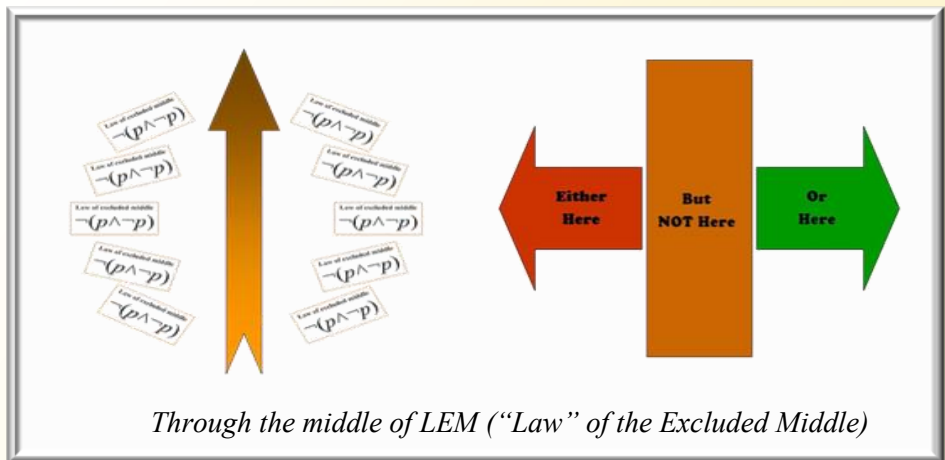 Law of excluded middle
¬(p∧¬p)
Law of excluded middle
¬(p∧¬p)
Law of excluded middle
¬(p∧¬p)
Law of excluded middle
¬(p∧¬p)
Law of excluded middle
¬(p∧¬p)
Law of excluded middle
¬(p∧¬p)
Law of excluded middle
¬(p∧¬p)
Law of excluded middle
¬(p∧¬p)
Law of excluded middle
¬(p∧¬p)
Law of excluded middle
¬(p∧¬p)
Either
Here
But
NOT Here
Or
Here
Through the middle of LEM (“Law” of the Excluded Middle)